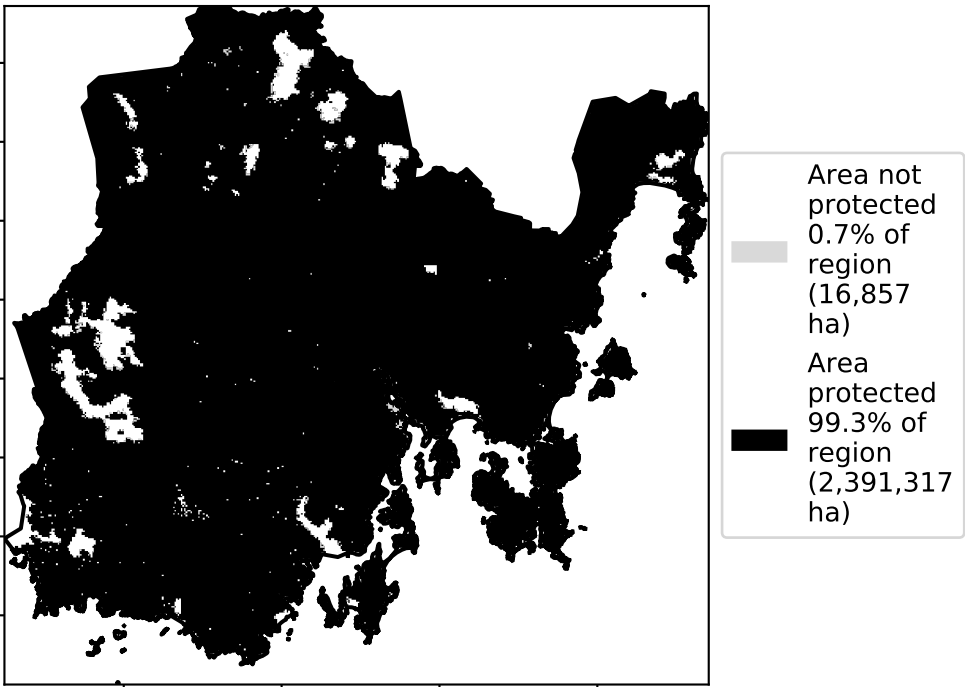 Area not
protected
0.7% of
region
(16,857
ha)
Area
protected
99.3% of
region
(2,391,317
ha)